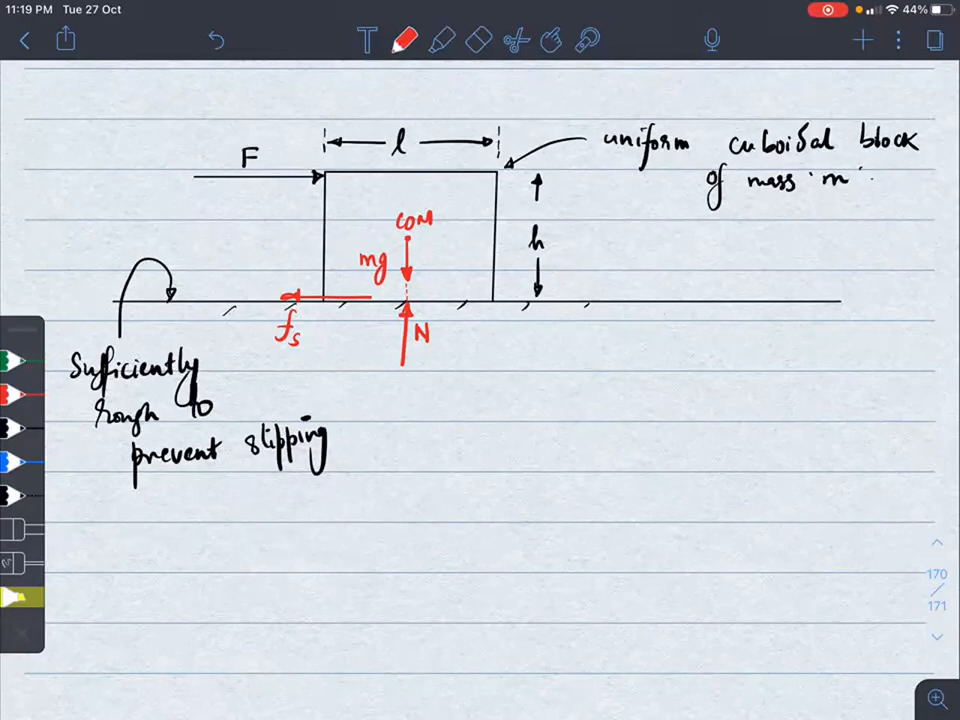 11:19 PM Tue 27 Oct
44%
T
l
uniform cuboidal block
of mass 'm'
F
COM
h
mg
fs
N
Sufficiently
rough to
prevent slipping
170
/
171